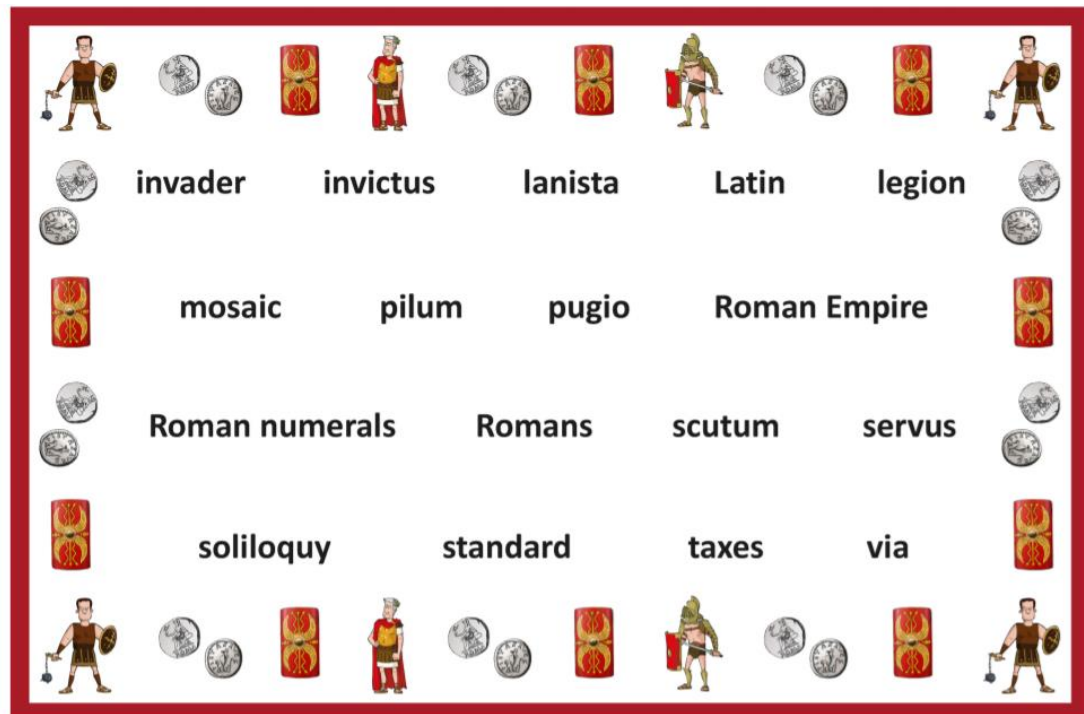 invader invictus lanista Latin legion
mosaic pilum pugio Roman Empire
Roman numerals Romans scutum servus
soliloquy standard taxes via